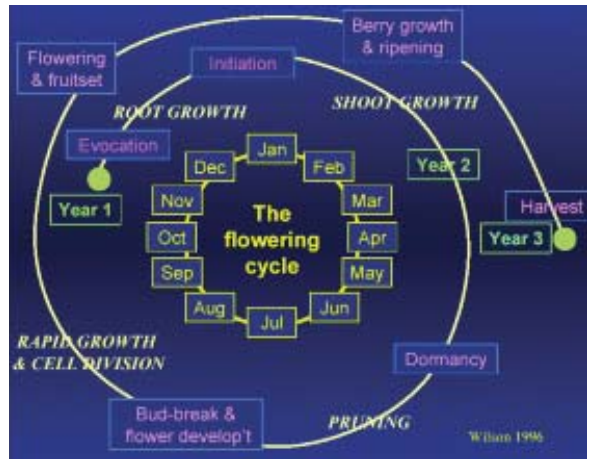 Berry growth
& ripening
Flowering
& fruitset
Initiation
ROOT GROWTH
SHOOT GROWTH
Evocation
Jan
Dec
Feb
Year 2
Nov
Mar
Year 1
The
flowering
cycle
Harvest
Oct
Apr
Year 3
Sep
May
Aug
Jun
Jul
RAPID GROWTH
& CELL DIVISION
Dormancy
Bud-break &
flower develop't
PRUNING
Wilson 1996